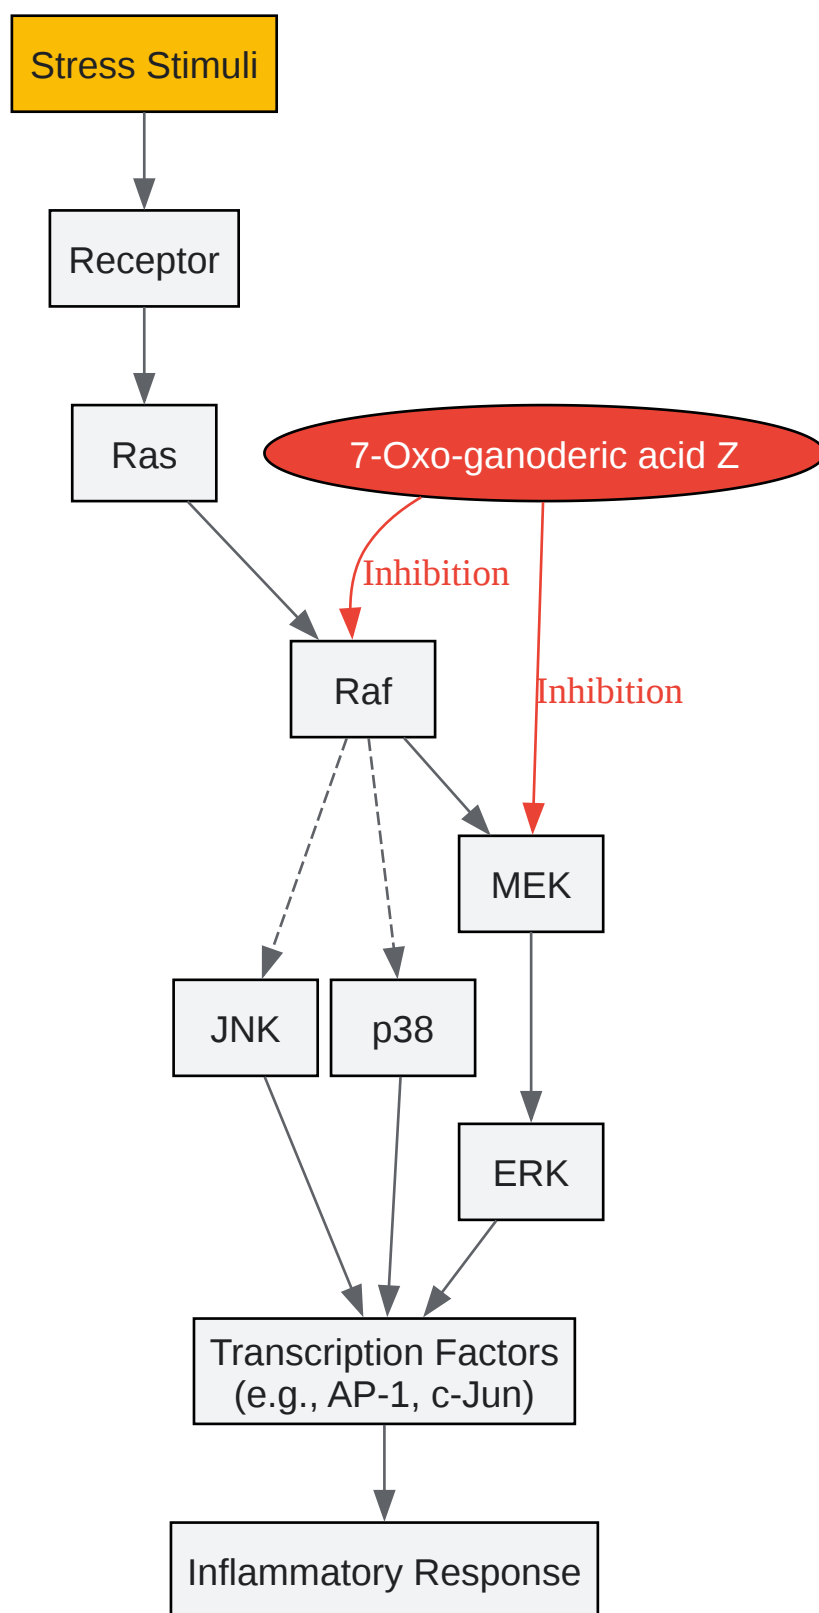 Stress Stimuli
Receptor
Ras
7-Oxo-ganoderic acid Z
Inhibition
Raf
Inhibition
MEK
JNK
p38
ERK
Transcription Factors
(e.g., AP-1, c-Jun)
Inflammatory Response